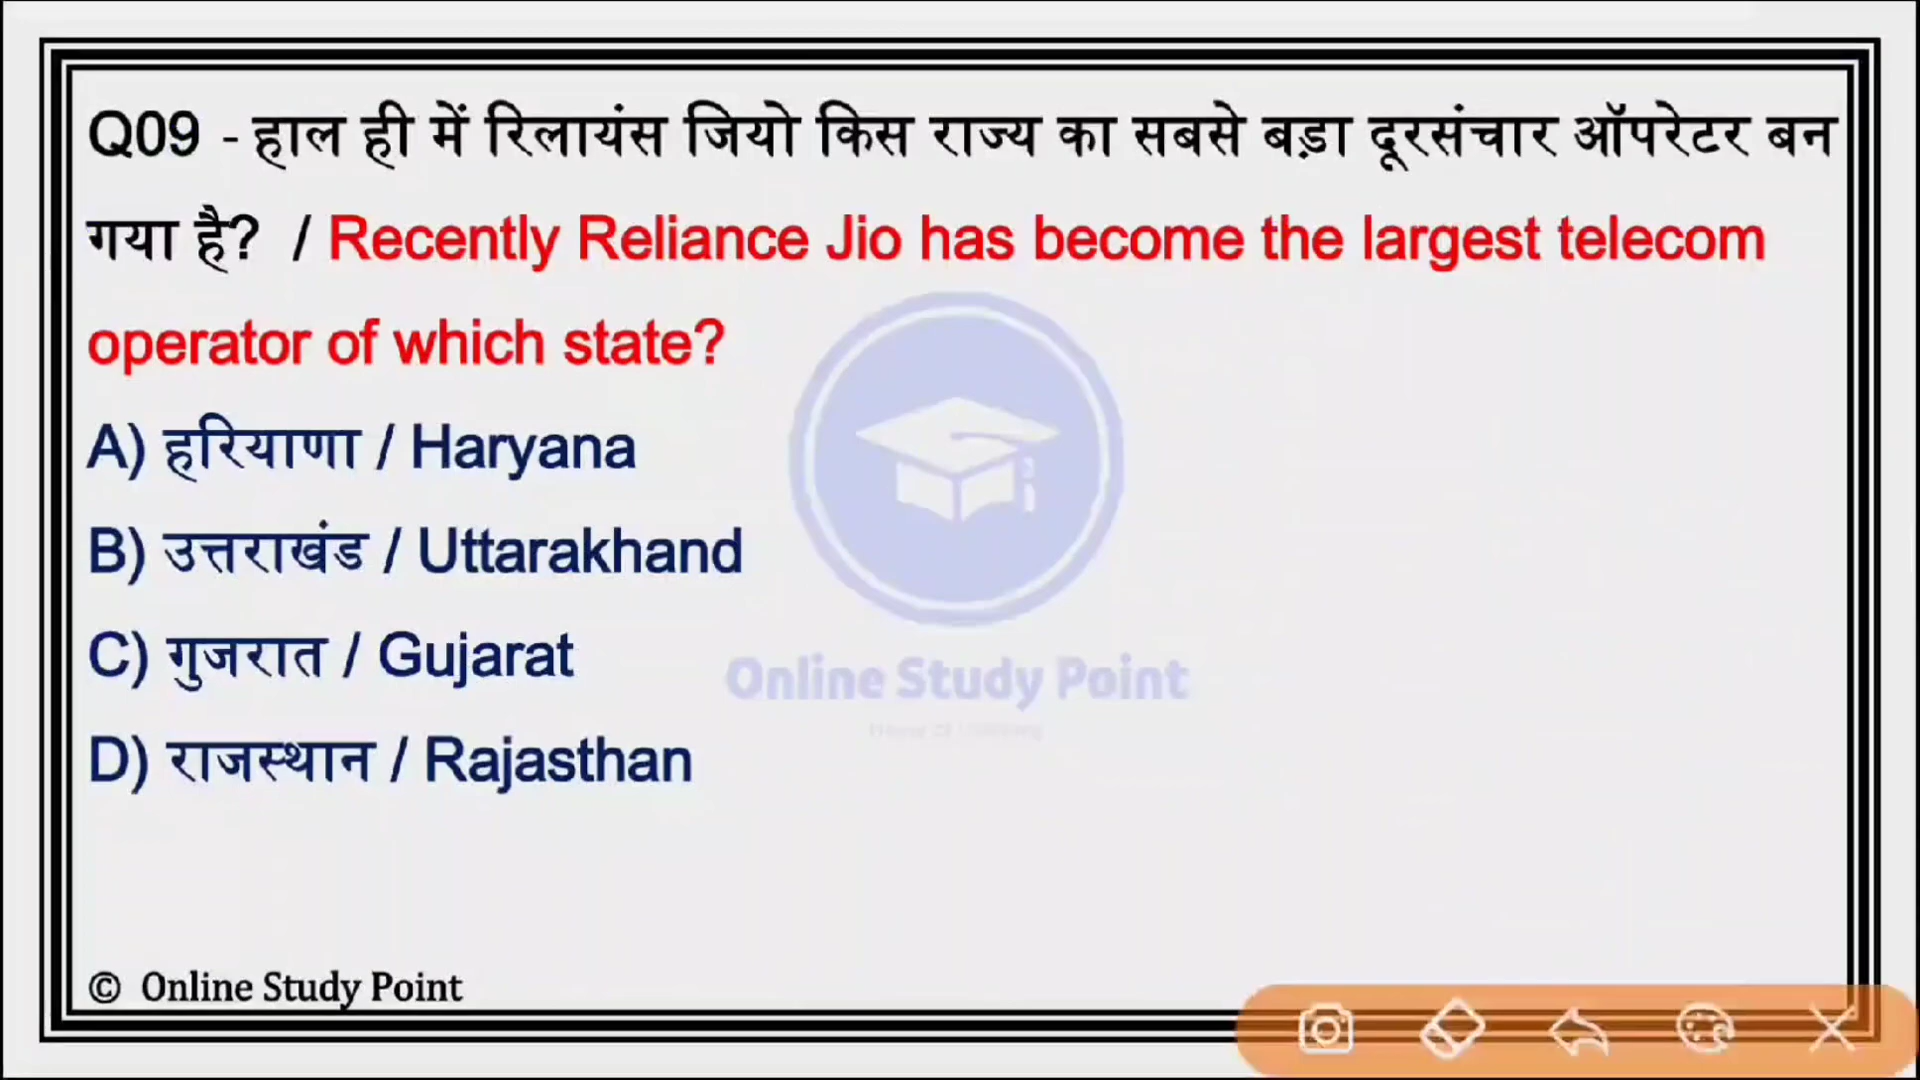 Q09 - हाल ही में रिलायंस जियो किस राज्य का सबसे बड़ा दूरसंचार ऑपरेटर बन
गया है? / Recently Reliance Jio has become the largest telecom
operator of which state?
A) हरियाणा / Haryana
B) उत्तराखंड / Uttarakhand
C) गुजरात / Gujarat
D) राजस्थान / Rajasthan
Online Study Point
© Online Study Point